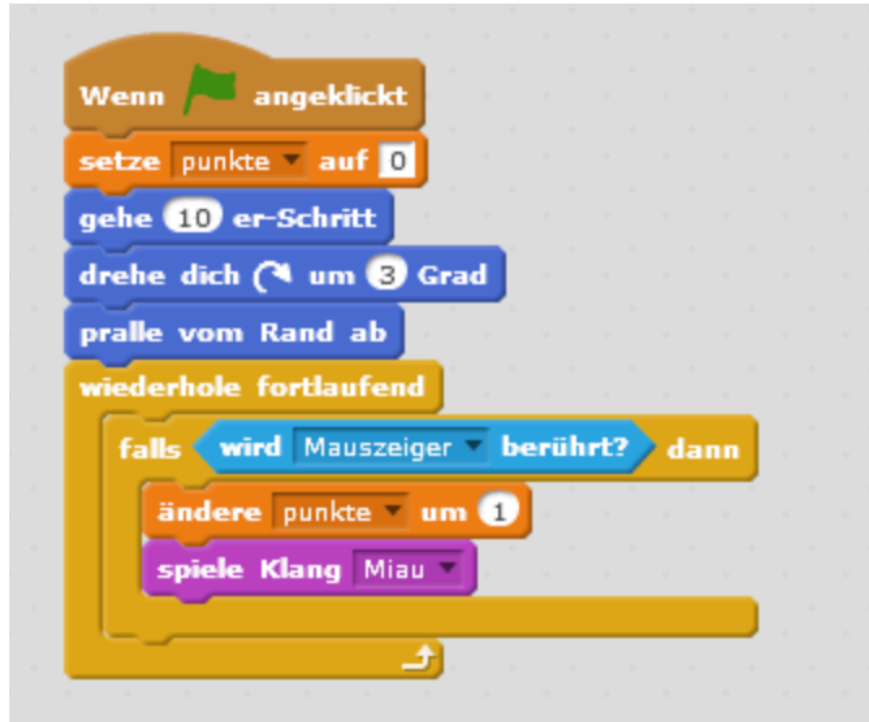 Wenn angeklickt
setze punkte auf 0
gehe 10 er-Schritt
drehe dich um 3 Grad
pralle vom Rand ab
wiederhole fortlaufend
falls wird Mauszeiger berührt? dann
ändere punkte um 1
spiele Klang Miau